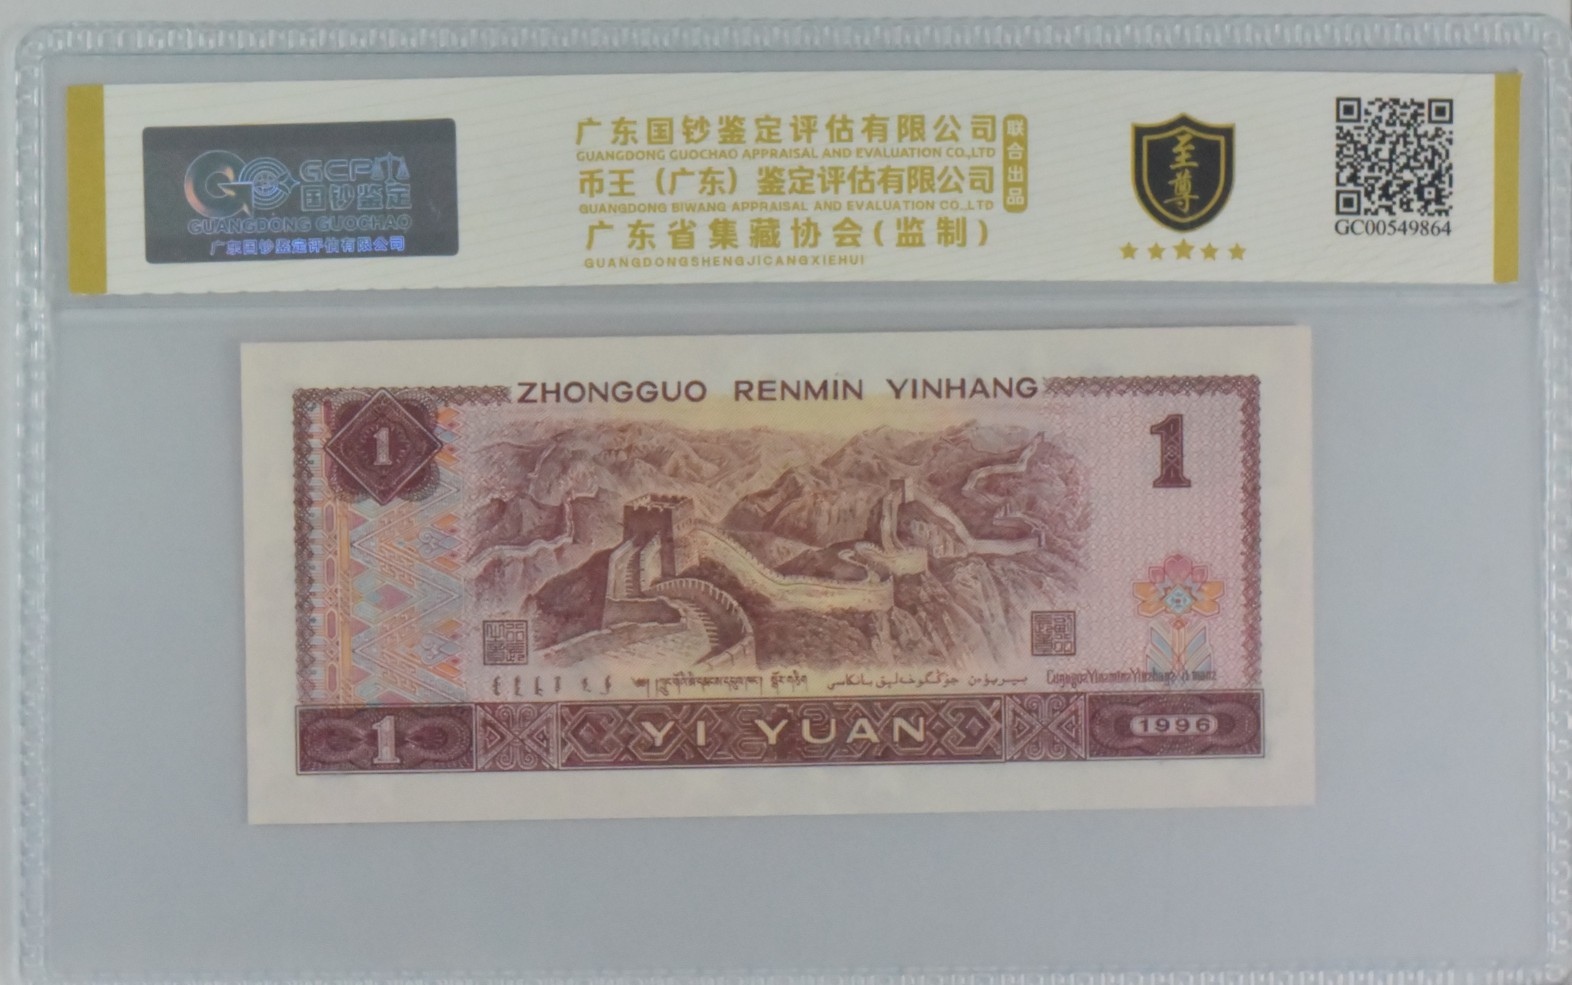 GCP
国钞鉴定
GUANGDONG GUOCHAO
广东国钞鉴定评估有限公司
广东国钞鉴定评估有限公司
GUANGDONG GUOCHAO APPRAISAL AND EVALUATION CO.,LTD
币王（广东）鉴定评估有限公司
GUANGDONG BIWANG APPRAISAL AND EVALUATION CO.,LTD
广东省集藏协会(监制)
GUANGDONGSHENGJICANGXIEHUI
联合出品
至尊
GC00549864
ZHONGGUO RENMIN YINHANG
1
1
1
YI YUAN
1996